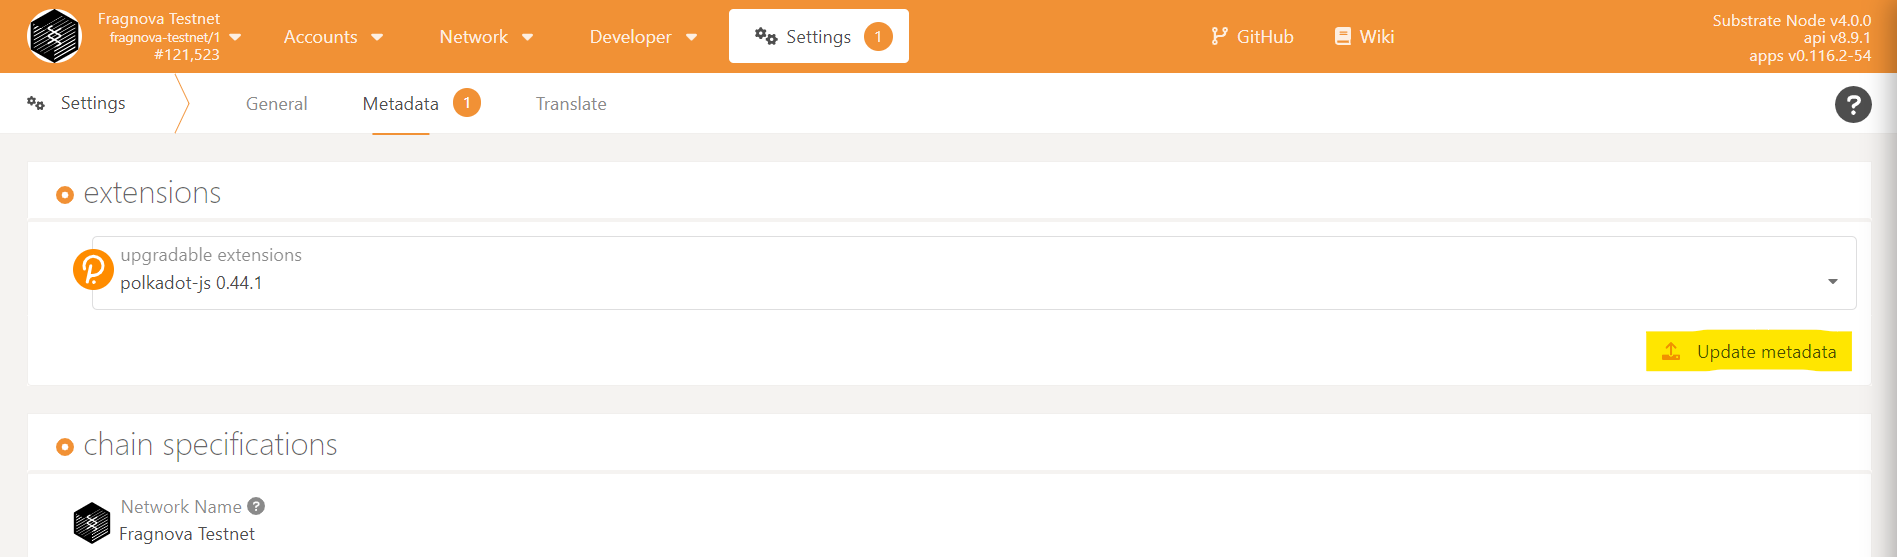 Fragnova Testnet
fragnova-testnet/1
#121,523
Accounts
Network
Developer
Settings 1
GitHub
Wiki
Substrate Node v4.0.0
api v8.9.1
apps v0.116.2-54
Settings
General
Metadata 1
Translate
?
extensions
upgradable extensions
polkadot-js 0.44.1
Update metadata
chain specifications
Network Name ?
Fragnova Testnet